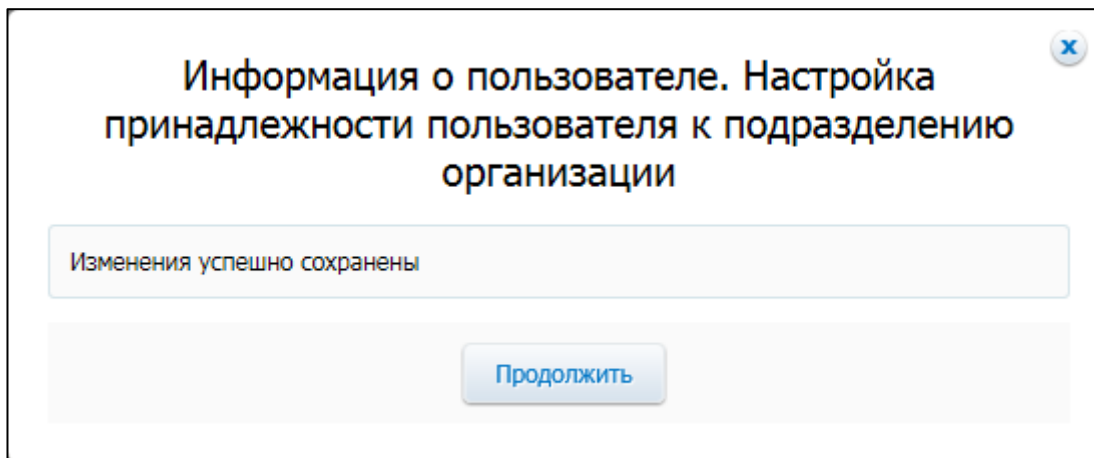 Информация о пользователе. Настройка
принадлежности пользователя к подразделению
организации
Изменения успешно сохранены
Продолжить